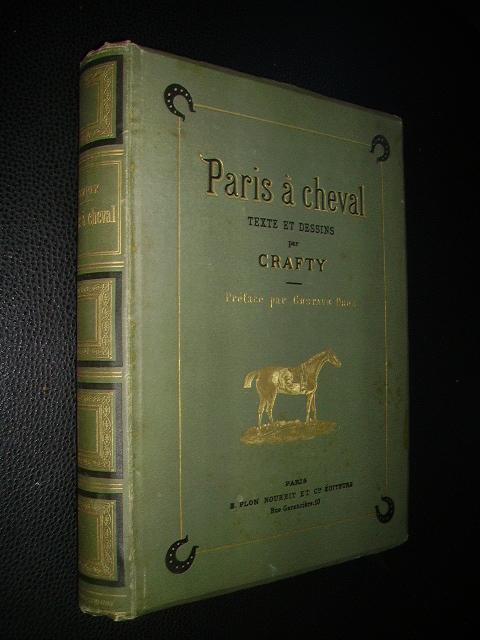 Paris à cheval
TEXTE ET DESSINS
par
CRAFTY
Préface par GUSTAVE DROZ
PARIS
E. PLON NOURRIT ET Cie ÉDITEURS
Rue Garancière, 10
à cheval